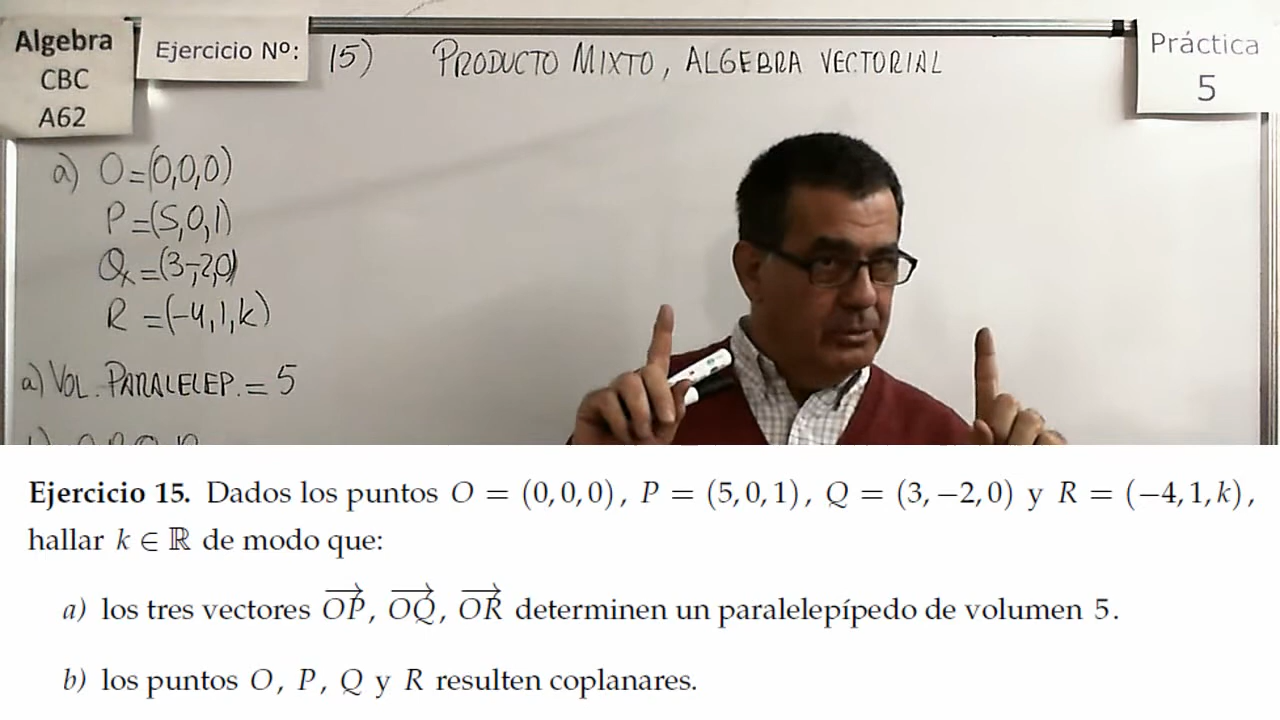 Algebra
CBC
A62
Ejercicio Nº: 15) PRODUCTO MIXTO, ALGEBRA VECTORIAL
Práctica
5
a) O=(0,0,0)
P=(5,0,1)
Q=(3,-2,0)
R=(-4,1,k)
a) VOL. PARALELEP. = 5
Ejercicio 15. Dados los puntos O = (0,0,0), P = (5,0,1), Q = (3,−2,0) y R = (−4,1,k),
hallar k ∈ ℝ de modo que:
a) los tres vectores $\overrightarrow{OP}$, $\overrightarrow{OQ}$, $\overrightarrow{OR}$ determinen un paralelepípedo de volumen 5.
b) los puntos O, P, Q y R resulten coplanares.